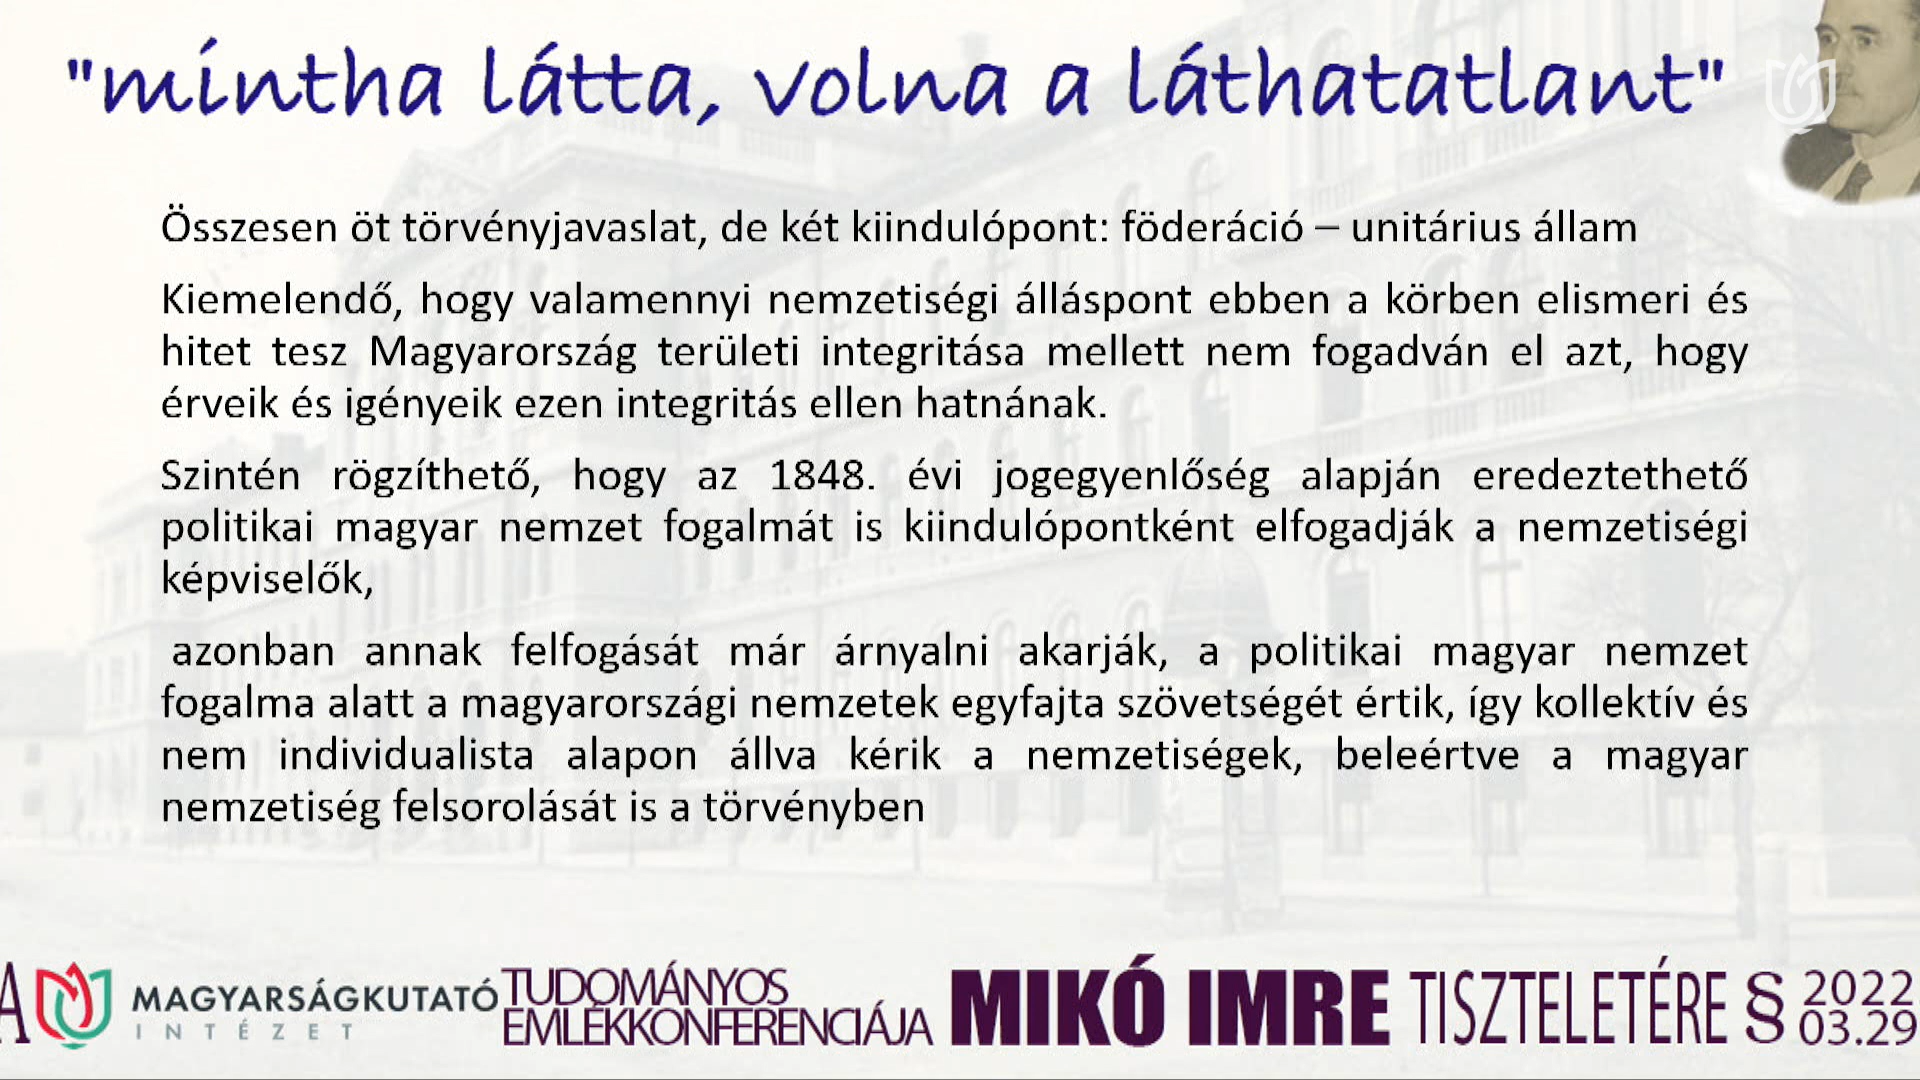 "mintha látta, volna a láthatatlant"
Összesen öt törvényjavaslat, de két kiindulópont: föderáció – unitárius állam
Kiemelendő, hogy valamennyi nemzetiségi álláspont ebben a körben elismeri és
hitet tesz Magyarország területi integritása mellett nem fogadván el azt, hogy
érveik és igényeik ezen integritás ellen hatnának.
Szintén rögzíthető, hogy az 1848. évi jogegyenlőség alapján eredeztethető
politikai magyar nemzet fogalmát is kiindulópontként elfogadják a nemzetiségi
képviselők,
azonban annak felfogását már árnyalni akarják, a politikai magyar nemzet
fogalma alatt a magyarországi nemzetek egyfajta szövetségét értik, így kollektív és
nem individualista alapon állva kérik a nemzetiségek, beleértve a magyar
nemzetiség felsorolását is a törvényben
A MAGYARSÁGKUTATÓ
INTÉZET
TUDOMÁNYOS
EMLÉKKONFERENCIÁJA
MIKÓ IMRE TISZTELETÉRE §
2022
03.29